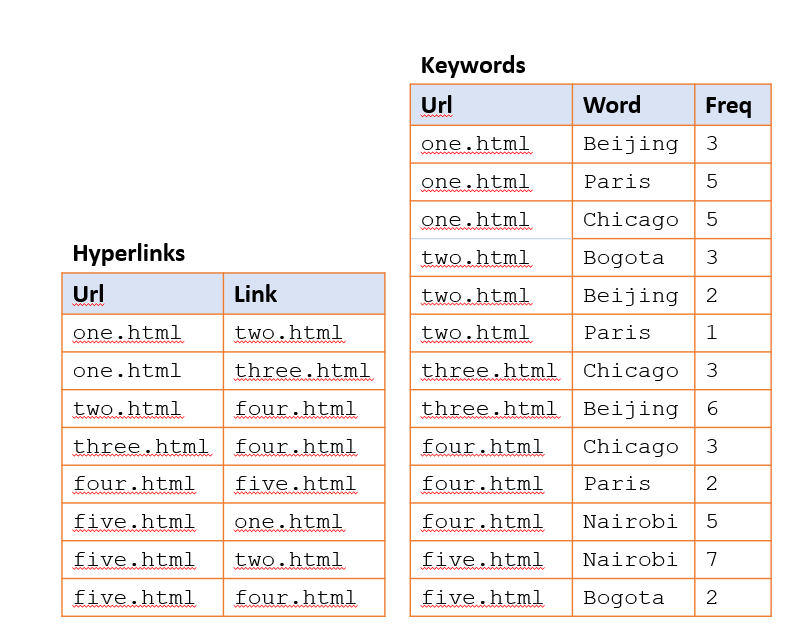 Keywords
Url Word Freq
one.html Beijing 3
one.html Paris 5
one.html Chicago 5
two.html Bogota 3
two.html Beijing 2
two.html Paris 1
three.html Chicago 3
three.html Beijing 6
four.html Chicago 3
four.html Paris 2
four.html Nairobi 5
five.html Nairobi 7
five.html Bogota 2
Hyperlinks
Url Link
one.html two.html
one.html three.html
two.html four.html
three.html four.html
four.html five.html
five.html one.html
five.html two.html
five.html four.html